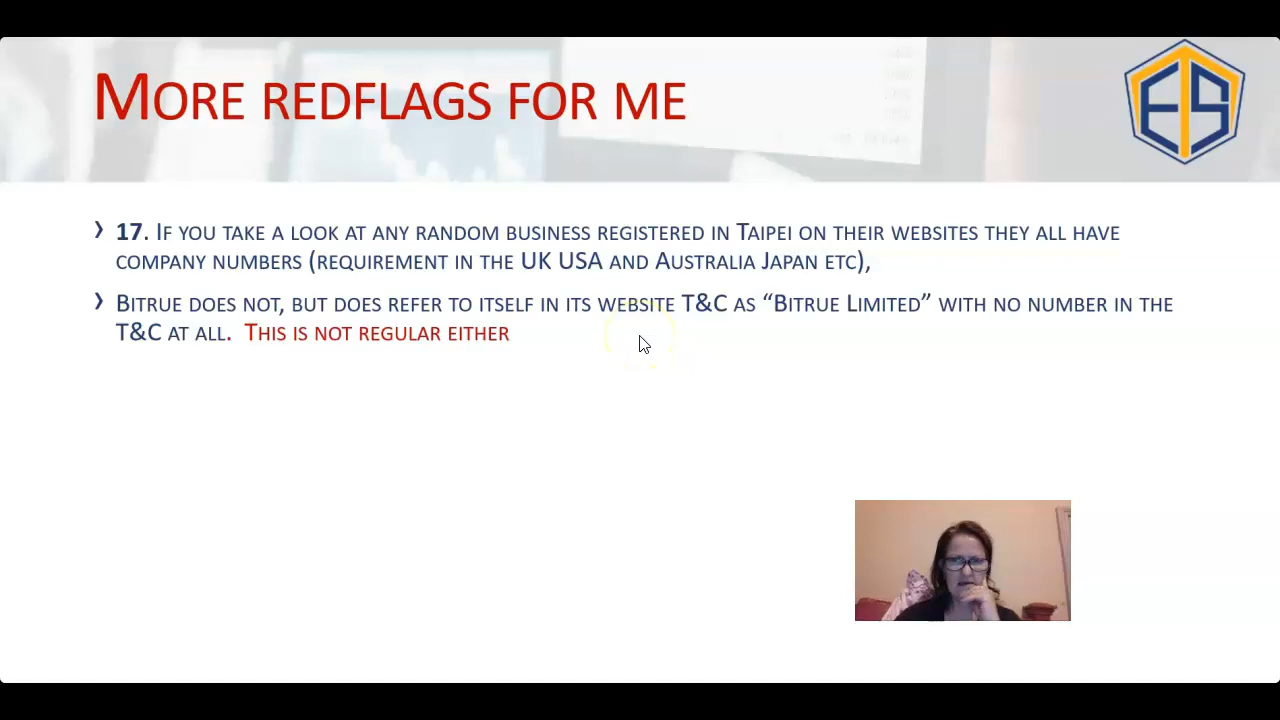 More redflags for me
› 17. If you take a look at any random business registered in Taipei on their websites they all have
company numbers (requirement in the UK USA and Australia Japan etc),
› Bitrue does not, but does refer to itself in its website T&C as “Bitrue Limited” with no number in the
T&C at all. This is not regular either
ETS